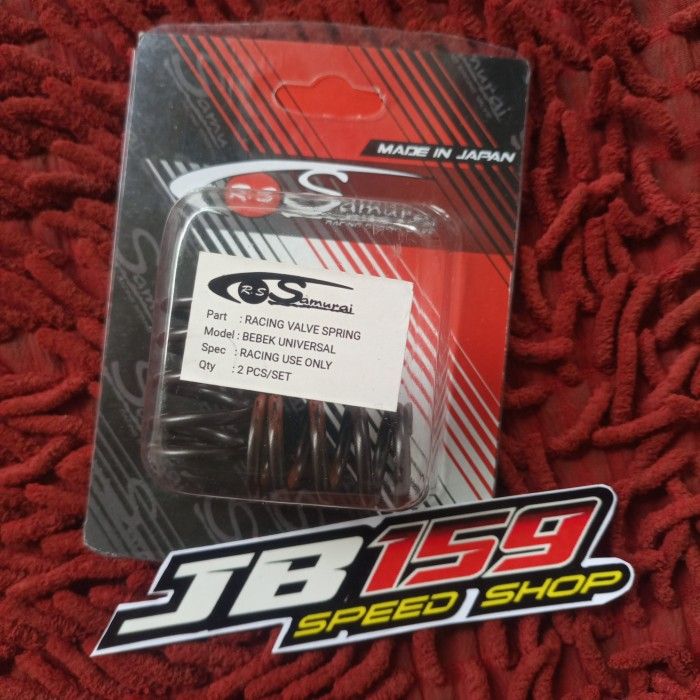 MADE IN JAPAN
R·S Samurai
R·S Samurai
Part : RACING VALVE SPRING
Model : BEBEK UNIVERSAL
Spec : RACING USE ONLY
Qty : 2 PCS/SET
JB159
SPEED SHOP